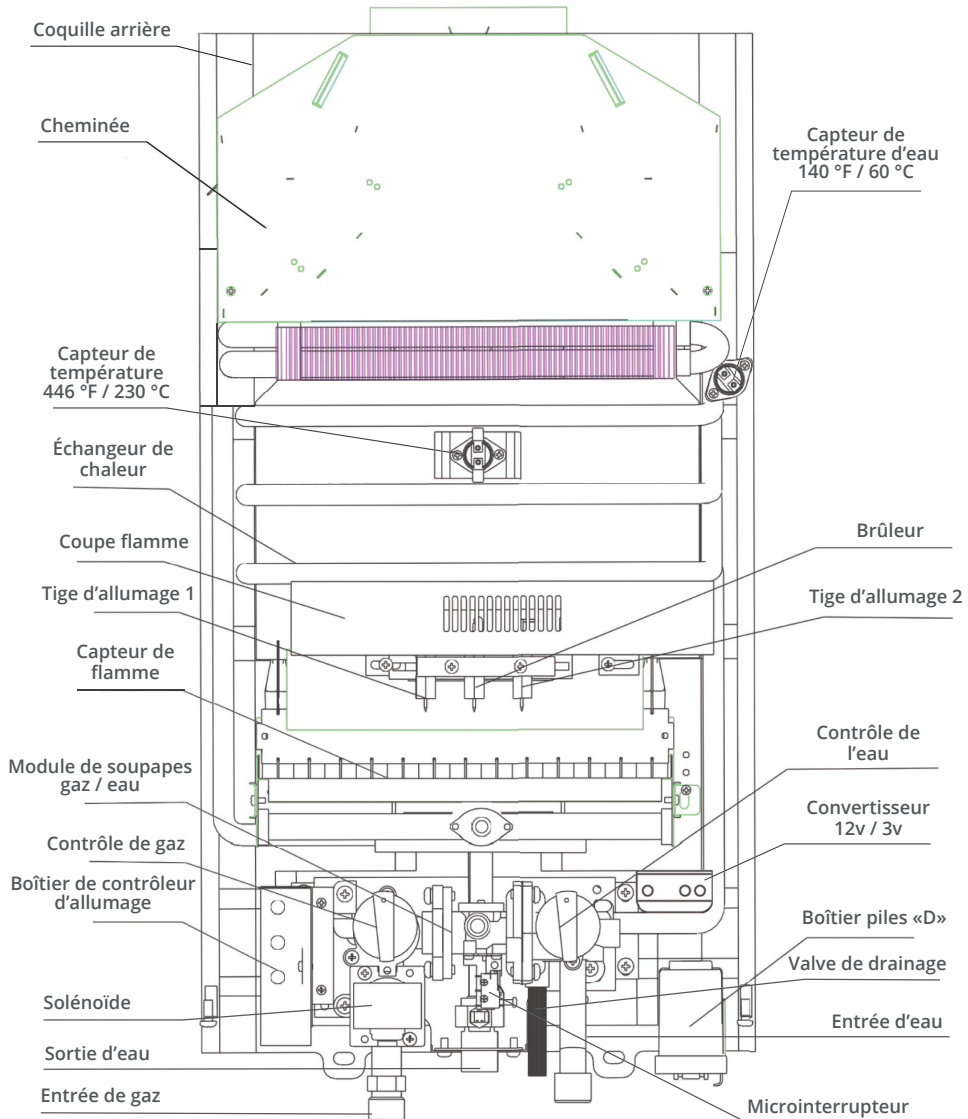 Coquille arrière
Cheminée
Capteur de
température d'eau
140 °F / 60 °C
Capteur de
température
446 °F / 230 °C
Échangeur de
chaleur
Coupe flamme
Brûleur
Tige d'allumage 1
Tige d'allumage 2
Capteur de
flamme
Contrôle de
l'eau
Module de soupapes
gaz / eau
Convertisseur
12v / 3v
Contrôle de gaz
Boîtier de contrôleur
d'allumage
Boîtier piles «D»
Valve de drainage
Solénoïde
Entrée d'eau
Sortie d'eau
Entrée de gaz
Microinterrupteur